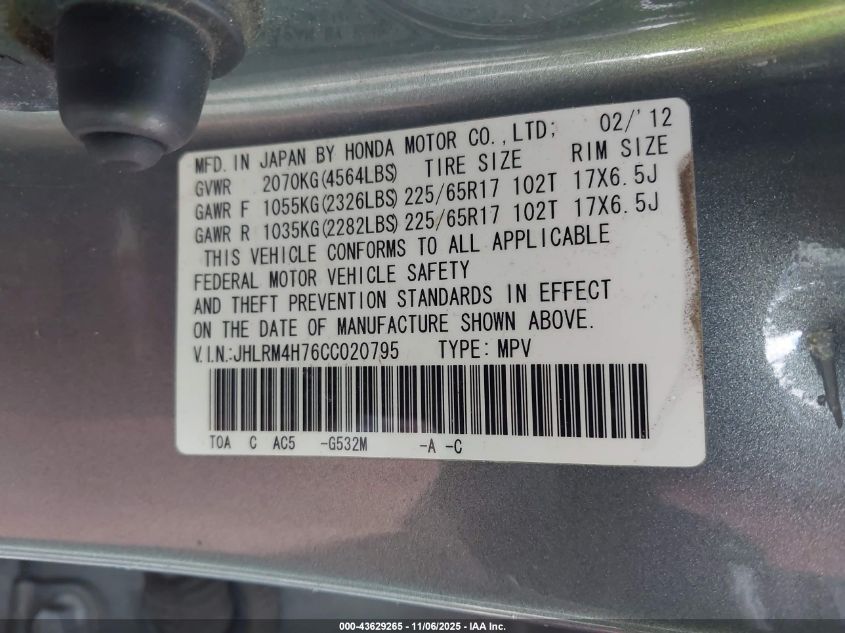 MFD. IN JAPAN BY HONDA MOTOR CO., LTD; 02/'12
GVWR 2070KG(4564LBS) TIRE SIZE RIM SIZE
GAWR F 1055KG(2326LBS) 225/65R17 102T 17X6.5J
GAWR R 1035KG(2282LBS) 225/65R17 102T 17X6.5J
THIS VEHICLE CONFORMS TO ALL APPLICABLE
FEDERAL MOTOR VEHICLE SAFETY
AND THEFT PREVENTION STANDARDS IN EFFECT
ON THE DATE OF MANUFACTURE SHOWN ABOVE.
V.I.N.:JHLRM4H76CC020795 TYPE: MPV
TOA C AC5 -G532M -A -C
000-43629265 - 11/06/2025 - IAA Inc.